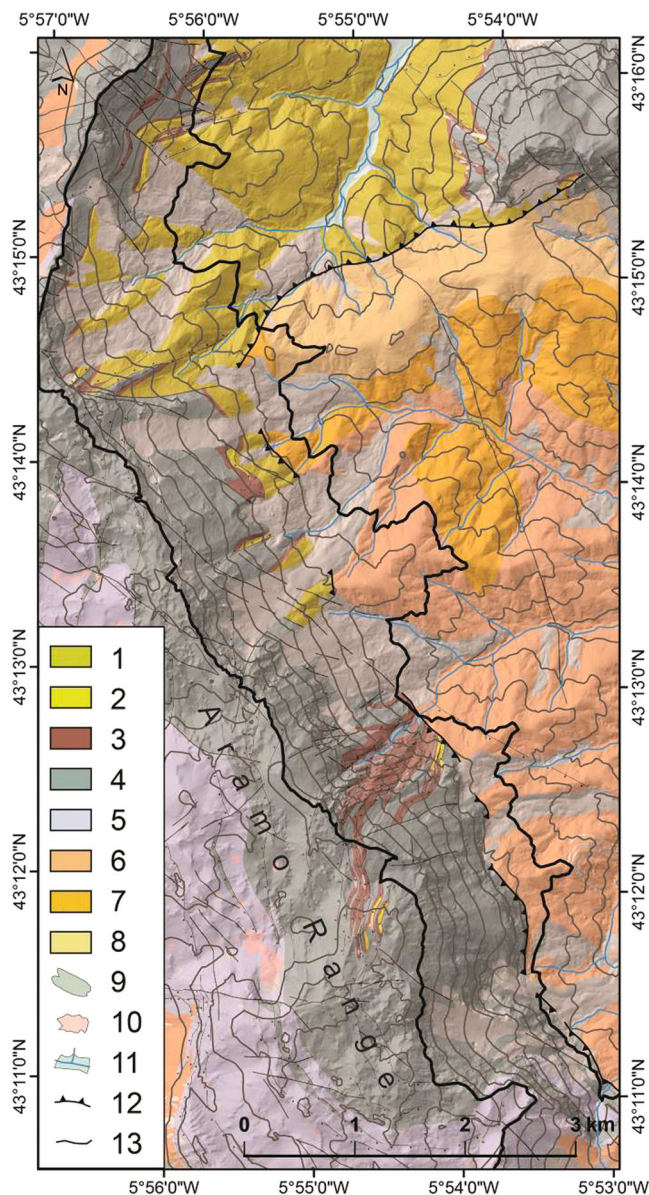 5°57'0"W 5°56'0"W 5°55'0"W 5°54'0"W
43°16'0"N
N
43°15'0"N 43°15'0"N
43°14'0"N 43°14'0"N
43°13'0"N 43°13'0"N
43°12'0"N 43°12'0"N
43°11'0"N 43°11'0"N
Aramo Range
1
2
3
4
5
6
7
8
9
10
11
12
13
0 1 2 3 km
5°56'0"W 5°55'0"W 5°54'0"W 5°53'0"W